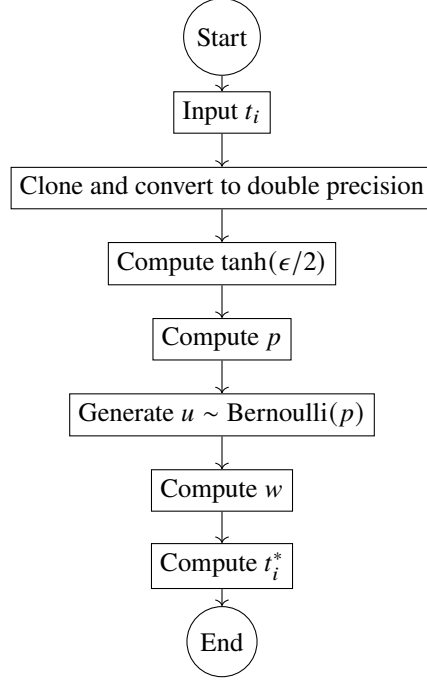 Start
Input t_i
Clone and convert to double precision
Compute tanh(ϵ/2)
Compute p
Generate u ∼ Bernoulli(p)
Compute w
Compute t_i^*
End